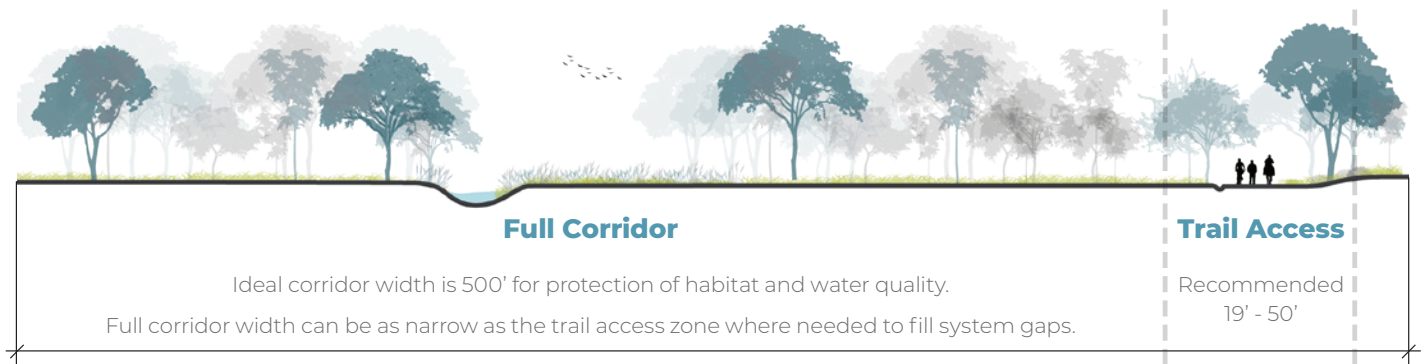 Full Corridor
Ideal corridor width is 500’ for protection of habitat and water quality.
Full corridor width can be as narrow as the trail access zone where needed to fill system gaps.
Trail Access
Recommended
19’ - 50’